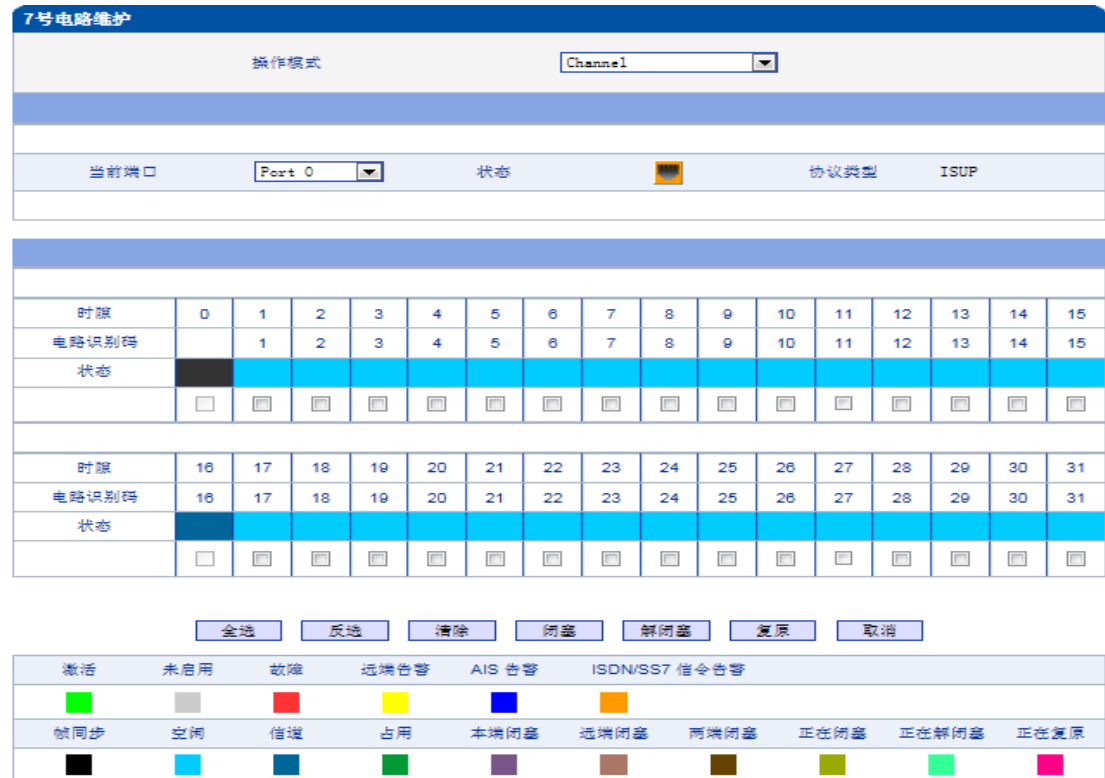 7号电路维护
操作模式 Channel
当前端口 Port 0 状态 协议类型 ISUP
时隙 0 1 2 3 4 5 6 7 8 9 10 11 12 13 14 15
电路识别码 1 2 3 4 5 6 7 8 9 10 11 12 13 14 15
状态
时隙 16 17 18 19 20 21 22 23 24 25 26 27 28 29 30 31
电路识别码 16 17 18 19 20 21 22 23 24 25 26 27 28 29 30 31
状态
全选 反选 清除 闭塞 解闭塞 复原 取消
激活 未启用 故障 远端告警 AIS 告警 ISDN/SS7 信令告警
帧同步 空闲 信道 占用 本端闭塞 远端闭塞 两端闭塞 正在闭塞 正在解闭塞 正在复原